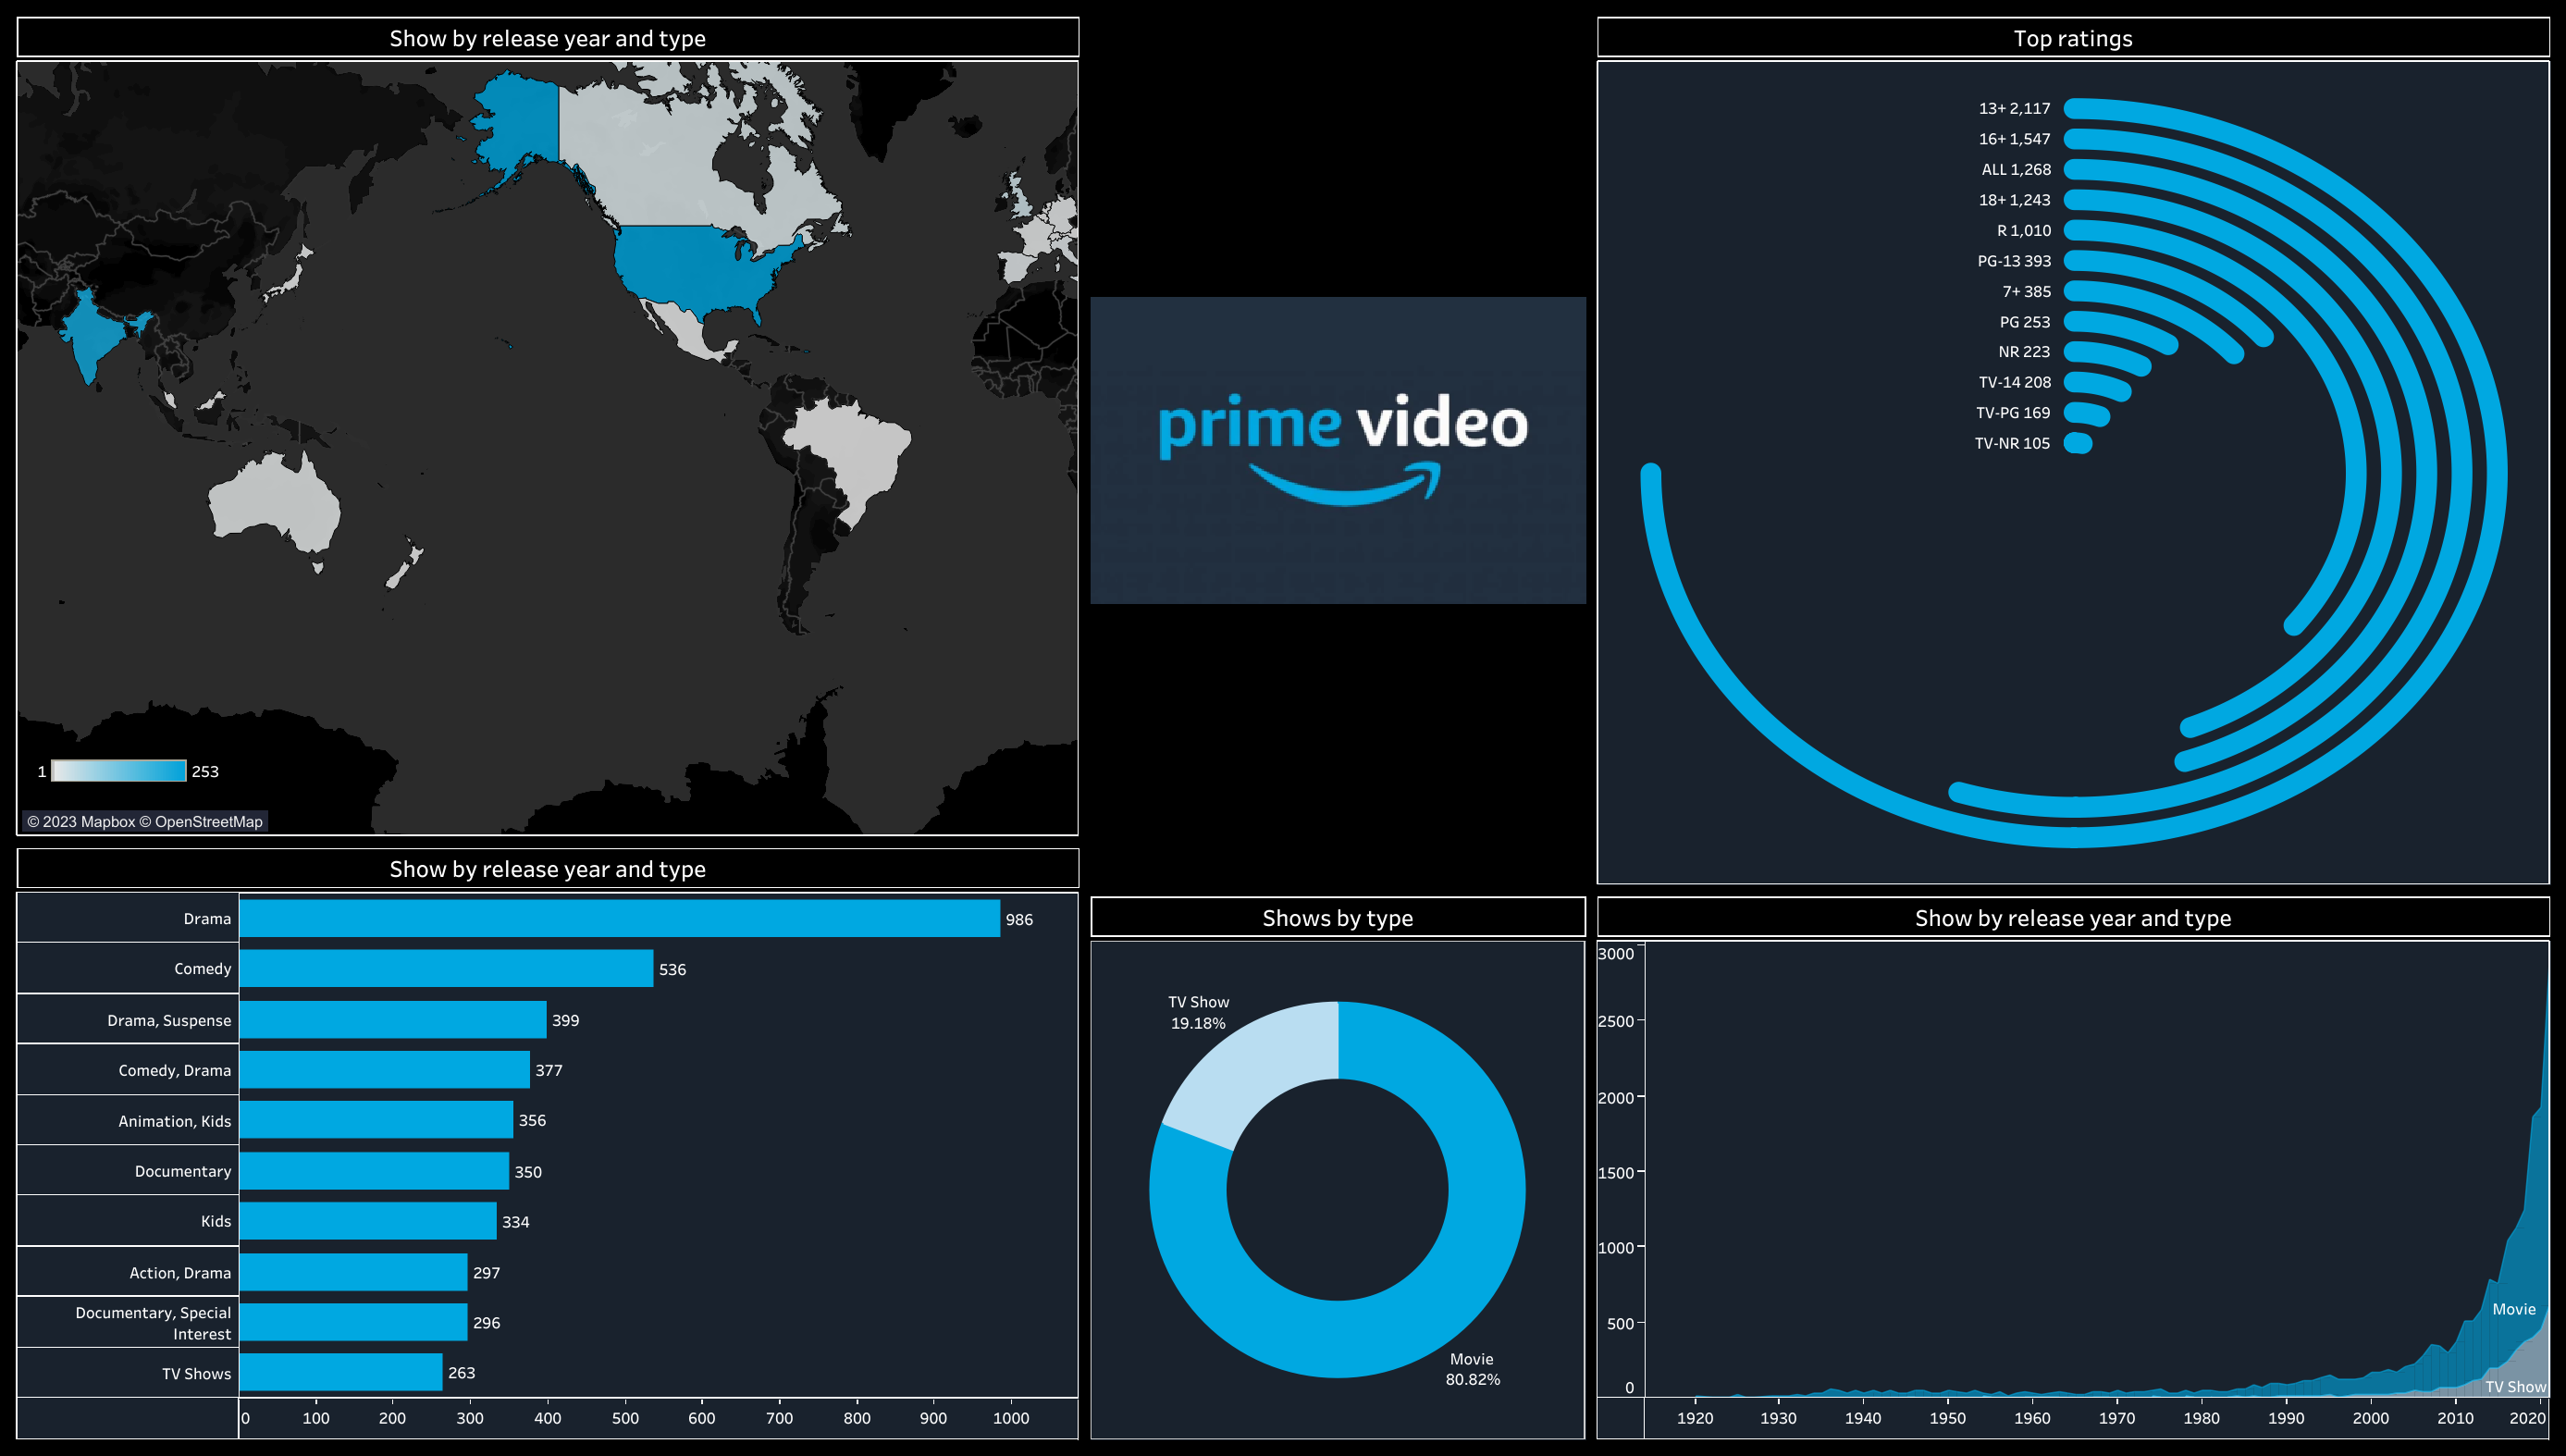 Show by release year and type
1
253
© 2023 Mapbox © OpenStreetMap
prime video
Top ratings
13+ 2,117
16+ 1,547
ALL 1,268
18+ 1,243
R 1,010
PG-13 393
7+ 385
PG 253
NR 223
TV-14 208
TV-PG 169
TV-NR 105
Show by release year and type
Drama 986
Comedy 536
Drama, Suspense 399
Comedy, Drama 377
Animation, Kids 356
Documentary 350
Kids 334
Action, Drama 297
Documentary, Special
Interest 296
TV Shows 263
0 100 200 300 400 500 600 700 800 900 1000
Shows by type
TV Show
19.18%
Movie
80.82%
Show by release year and type
3000
2500
2000
1500
1000
500
0
Movie
TV Show
1920 1930 1940 1950 1960 1970 1980 1990 2000 2010 2020